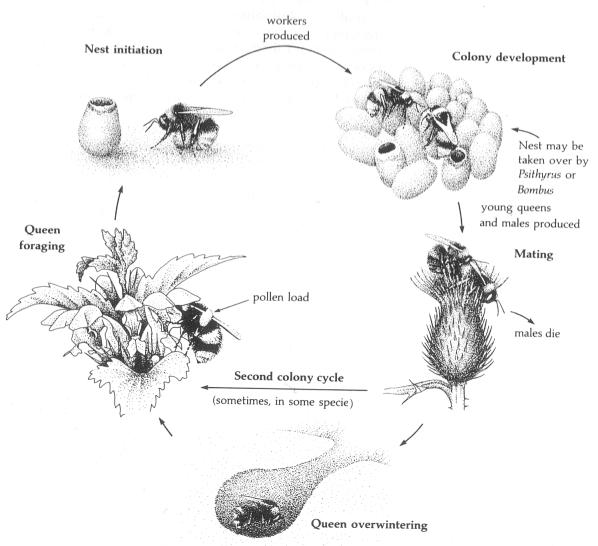 workers
produced
Nest initiation
Colony development
Nest may be
taken over by
Psithyrus or
Bombus
young queens
and males produced
Queen
foraging
Mating
pollen load
males die
Second colony cycle
(sometimes, in some specie)
Queen overwintering